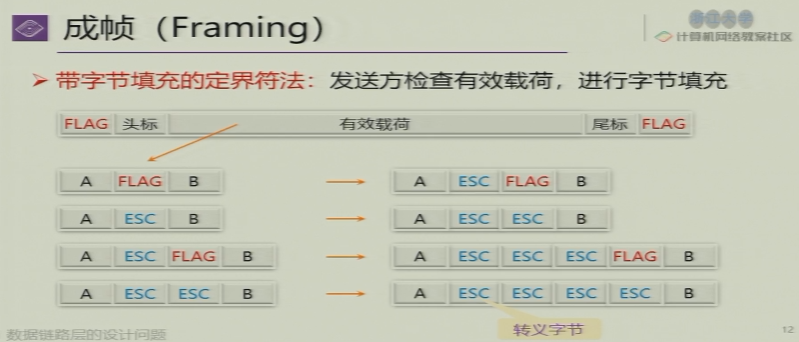 成帧（Framing）
浙江大学
计算机网络教案社区
带字节填充的定界符法：发送方检查有效载荷，进行字节填充
FLAG 头标 有效载荷 尾标 FLAG
A FLAG B A ESC FLAG B
A ESC B A ESC ESC B
A ESC FLAG B A ESC ESC ESC FLAG B
A ESC ESC B A ESC ESC ESC ESC B
转义字节
数据链路层的设计问题
12